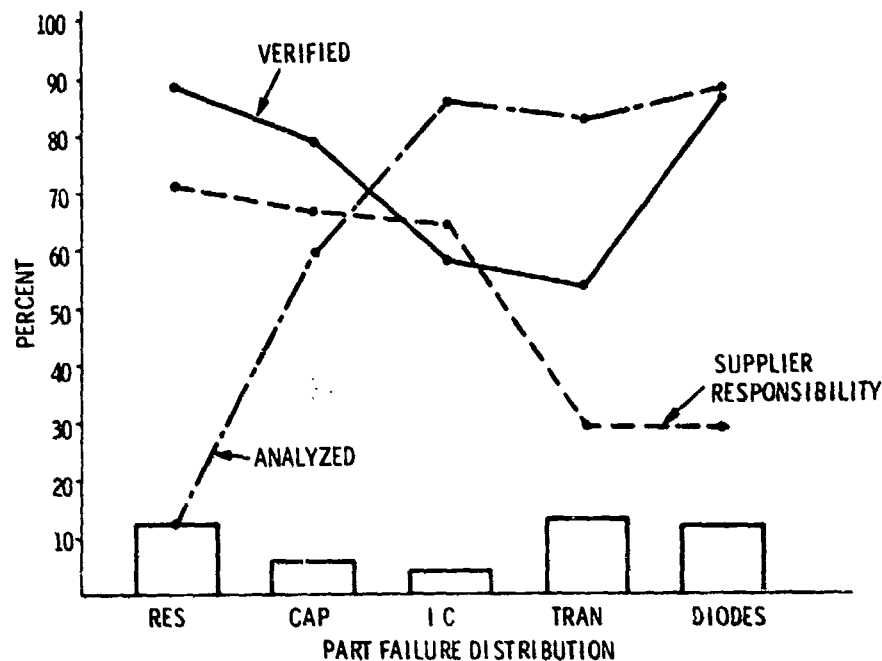 100
90
80
70
60
50
40
30
20
10
PERCENT
VERIFIED
ANALYZED
SUPPLIER
RESPONSIBILITY
RES CAP I C TRAN DIODES
PART FAILURE DISTRIBUTION